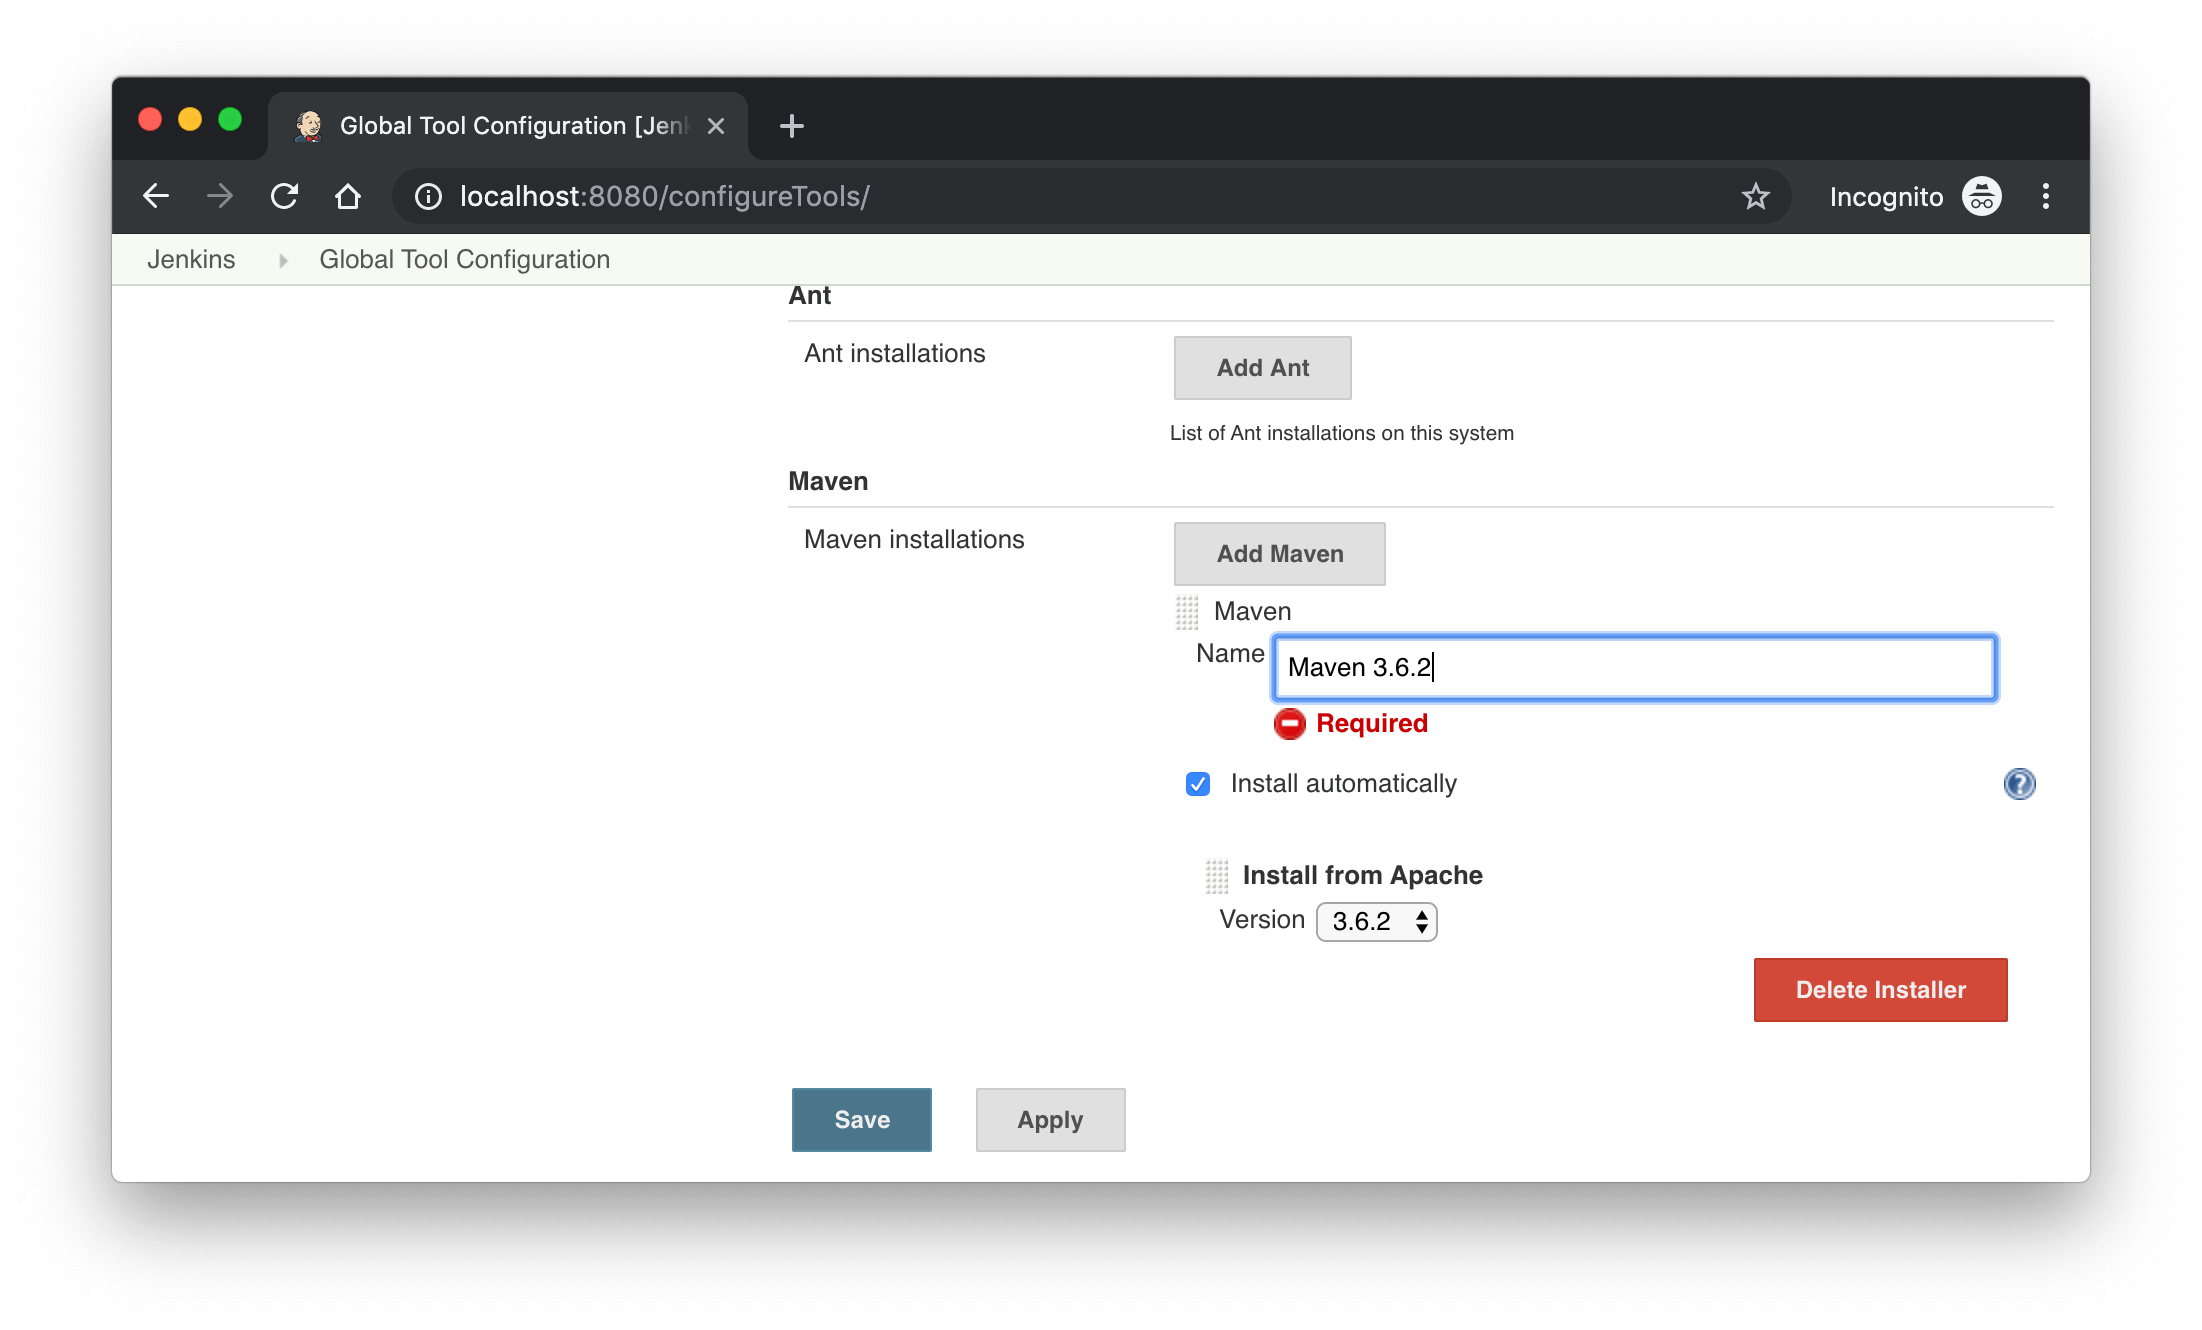 Global Tool Configuration [Jen
localhost:8080/configureTools/
Incognito
Jenkins Global Tool Configuration
Ant
Ant installations
Add Ant
List of Ant installations on this system
Maven
Maven installations
Add Maven
Maven
Name
Maven 3.6.2
Required
Install automatically
?
Install from Apache
Version 3.6.2
Delete Installer
Save
Apply